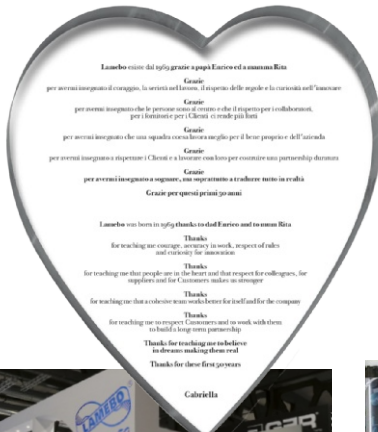 Lamebo esiste dal 1969 grazie a papà Enrico ed a mamma Rita
Grazie
per avermi insegnato il coraggio, la serietà nel lavoro, il rispetto delle regole e la curiosità nell'innovare
Grazie
per avermi insegnato che le persone sono al centro e che il rispetto per i collaboratori,
per i fornitori e per i Clienti ci rende più forti
Grazie
per avermi insegnato che una squadra coesa lavora meglio per il bene proprio e dell'azienda
Grazie
per avermi insegnato a rispettare i Clienti e a lavorare con loro per costruire una partnership duratura
Grazie
per avermi insegnato a sognare, ma soprattutto a tradurre tutto in realtà
Grazie per questi primi 50 anni
Lamebo was born in 1969 thanks to dad Enrico and to mum Rita
Thanks
for teaching me courage, accuracy in work, respect of rules
and curiosity for innovation
Thanks
for teaching me that people are in the heart and that respect for colleagues, for
suppliers and for Customers makes us stronger
Thanks
for teaching me that a cohesive team works better for itself and for the company
Thanks
for teaching me to respect Customers and to work with them
to build a long-term partnership
Thanks for teaching me to believe
in dreams making them real
Thanks for these first 50 years
Gabriella
LAMEBO